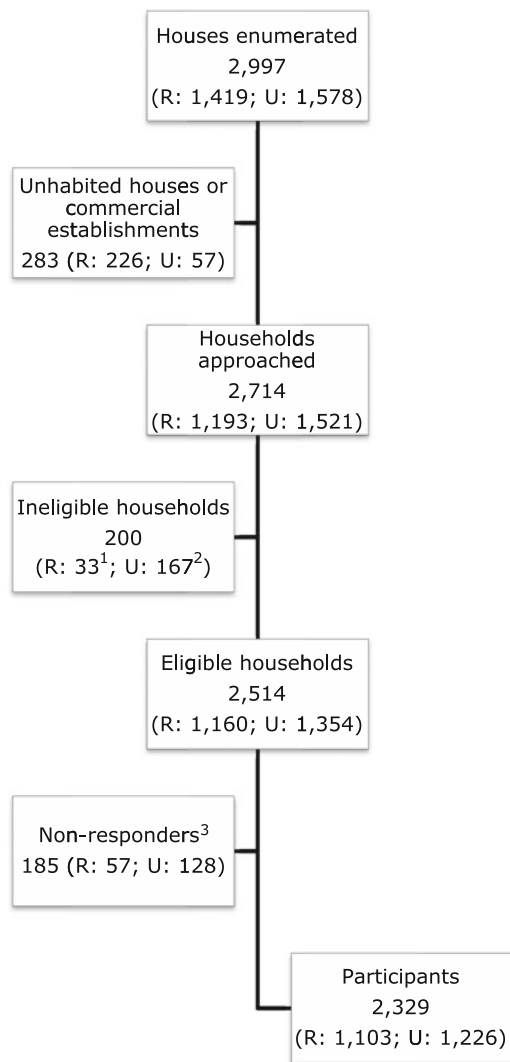 Houses enumerated
2,997
(R: 1,419; U: 1,578)
Unhabited houses or
commercial
establishments
283 (R: 226; U: 57)
Households
approached
2,714
(R: 1,193; U: 1,521)
Ineligible households
200
(R: 33¹; U: 167²)
Eligible households
2,514
(R: 1,160; U: 1,354)
Non-responders³
185 (R: 57; U: 128)
Participants
2,329
(R: 1,103; U: 1,226)